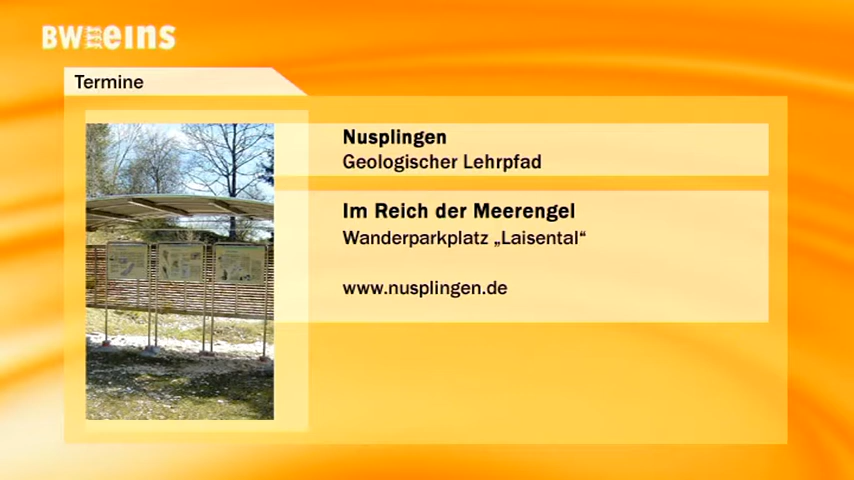 BW eins
Termine
Nusplingen
Geologischer Lehrpfad
Im Reich der Meerengel
Wanderparkplatz „Laisental“
www.nusplingen.de